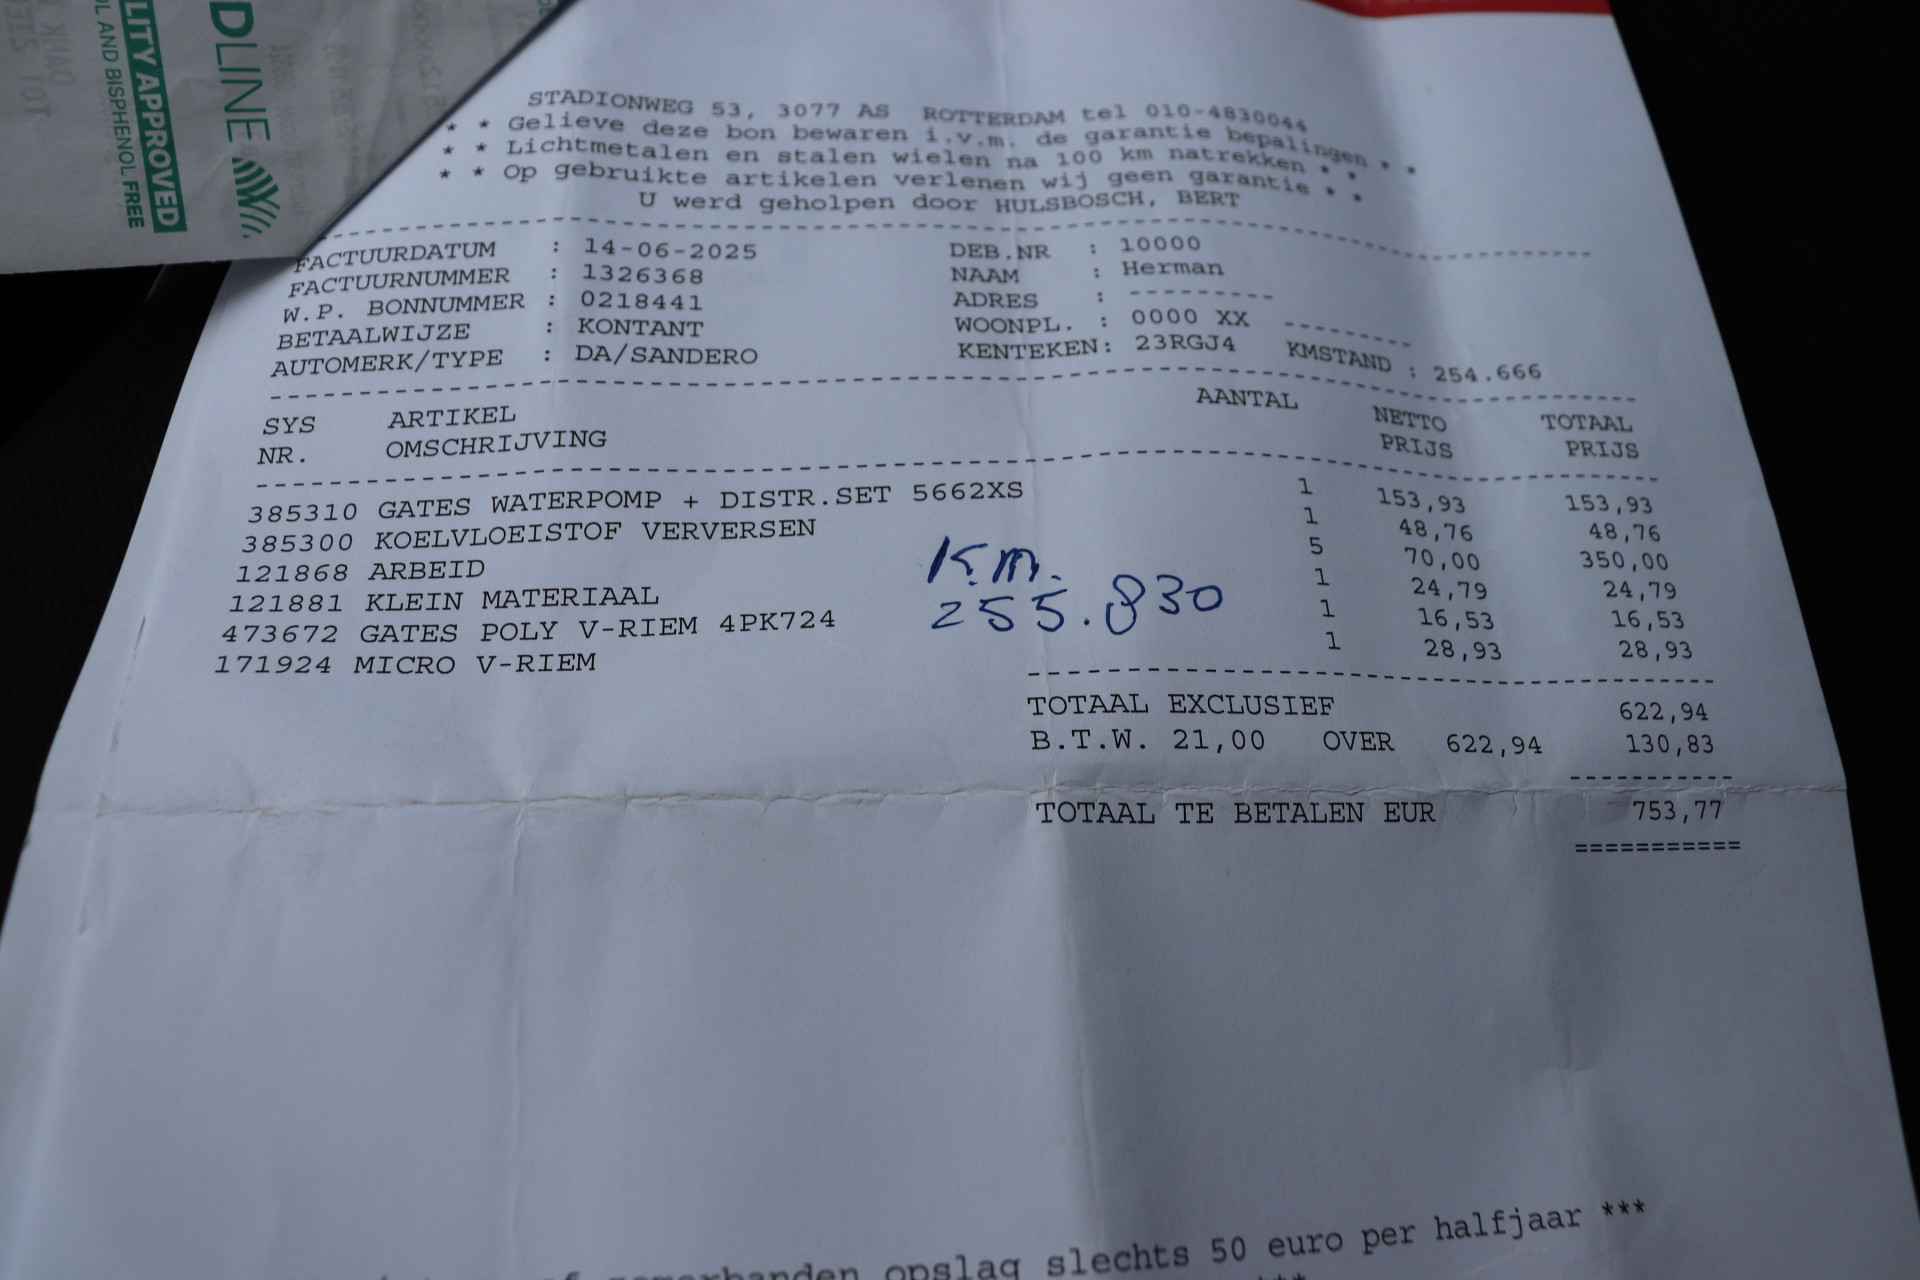 DLINE
LITY APPROVED
OL AND BISPHENOL FREE
STADIONWEG 53, 3077 AS ROTTERDAM tel 010-4830044
* * Gelieve deze bon bewaren i.v.m. de garantie bepalingen * *
* * Lichtmetalen en stalen wielen na 100 km natrekken * *
* * Op gebruikte artikelen verlenen wij geen garantie * *
U werd geholpen door HULSBOSCH, BERT
FACTUURDATUM : 14-06-2025 DEB.NR : 10000
FACTUURNUMMER : 1326368 NAAM : Herman
W.P. BONNUMMER : 0218441 ADRES : ---------
BETAALWIJZE : KONTANT WOONPL. : 0000 XX --------
AUTOMERK/TYPE : DA/SANDERO KENTEKEN: 23RGJ4 KMSTAND : 254.666
SYS ARTIKEL AANTAL NETTO TOTAAL
NR. OMSCHRIJVING PRIJS PRIJS
385310 GATES WATERPOMP + DISTR.SET 5662XS 1 153,93 153,93
385300 KOELVLOEISTOF VERVERSEN 1 48,76 48,76
121868 ARBEID 5 70,00 350,00
121881 KLEIN MATERIAAL 1 24,79 24,79
473672 GATES POLY V-RIEM 4PK724 1 16,53 16,53
171924 MICRO V-RIEM 1 28,93 28,93
K.m.
255.830
TOTAAL EXCLUSIEF 622,94
B.T.W. 21,00 OVER 622,94 130,83
TOTAAL TE BETALEN EUR 753,77
===========
opslag slechts 50 euro per halfjaar ***
***